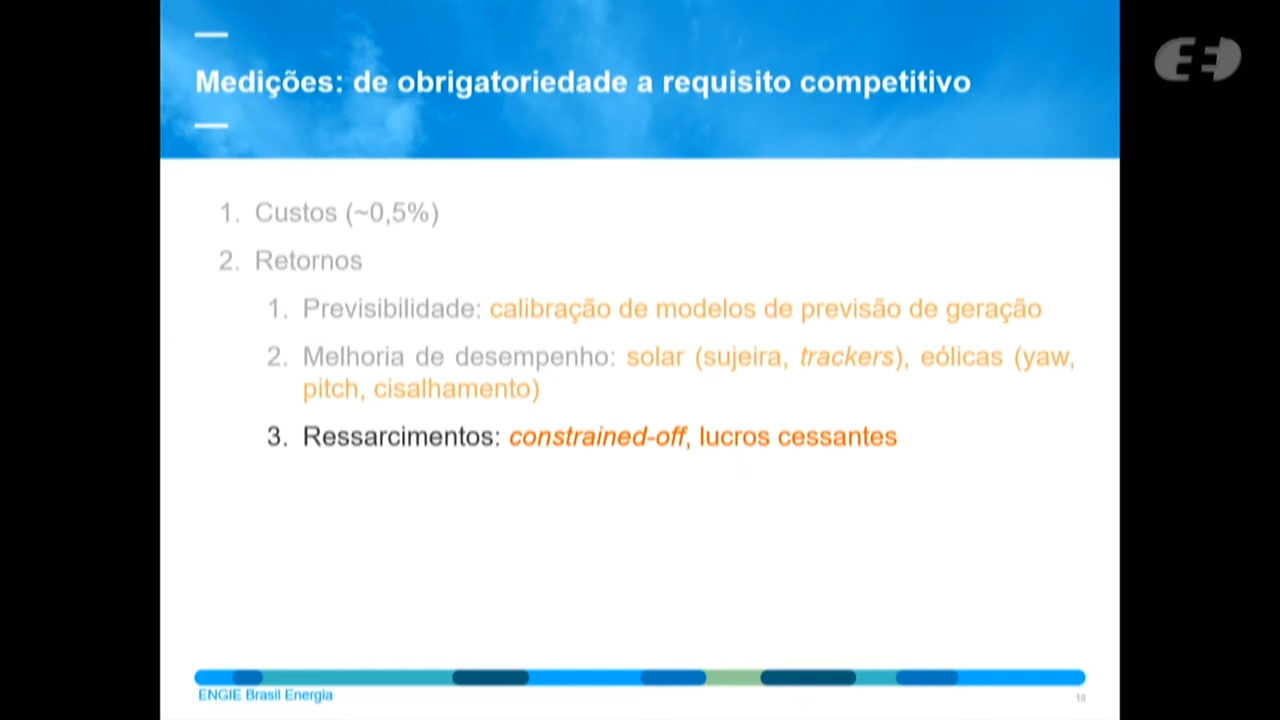 Medições: de obrigatoriedade a requisito competitivo
1. Custos (~0,5%)
2. Retornos
1. Previsibilidade: calibração de modelos de previsão de geração
2. Melhoria de desempenho: solar (sujeira, trackers), eólicas (yaw,
pitch, cisalhamento)
3. Ressarcimentos: constrained-off, lucros cessantes
ENGIE Brasil Energia